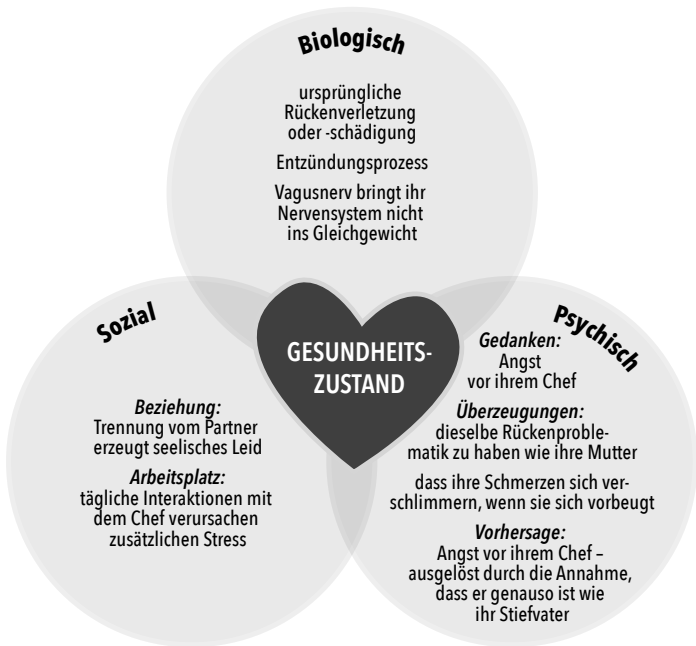 Biologisch
ursprüngliche
Rückenverletzung
oder -schädigung
Entzündungsprozess
Vagusnerv bringt ihr
Nervensystem nicht
ins Gleichgewicht
Sozial
Beziehung:
Trennung vom Partner
erzeugt seelisches Leid
Arbeitsplatz:
tägliche Interaktionen mit
dem Chef verursachen
zusätzlichen Stress
GESUNDHEITS-
ZUSTAND
Psychisch
Gedanken:
Angst
vor ihrem Chef
Überzeugungen:
dieselbe Rückenproble-
matik zu haben wie ihre Mutter
dass ihre Schmerzen sich ver-
schlimmern, wenn sie sich vorbeugt
Vorhersage:
Angst vor ihrem Chef –
ausgelöst durch die Annahme,
dass er genauso ist wie
ihr Stiefvater